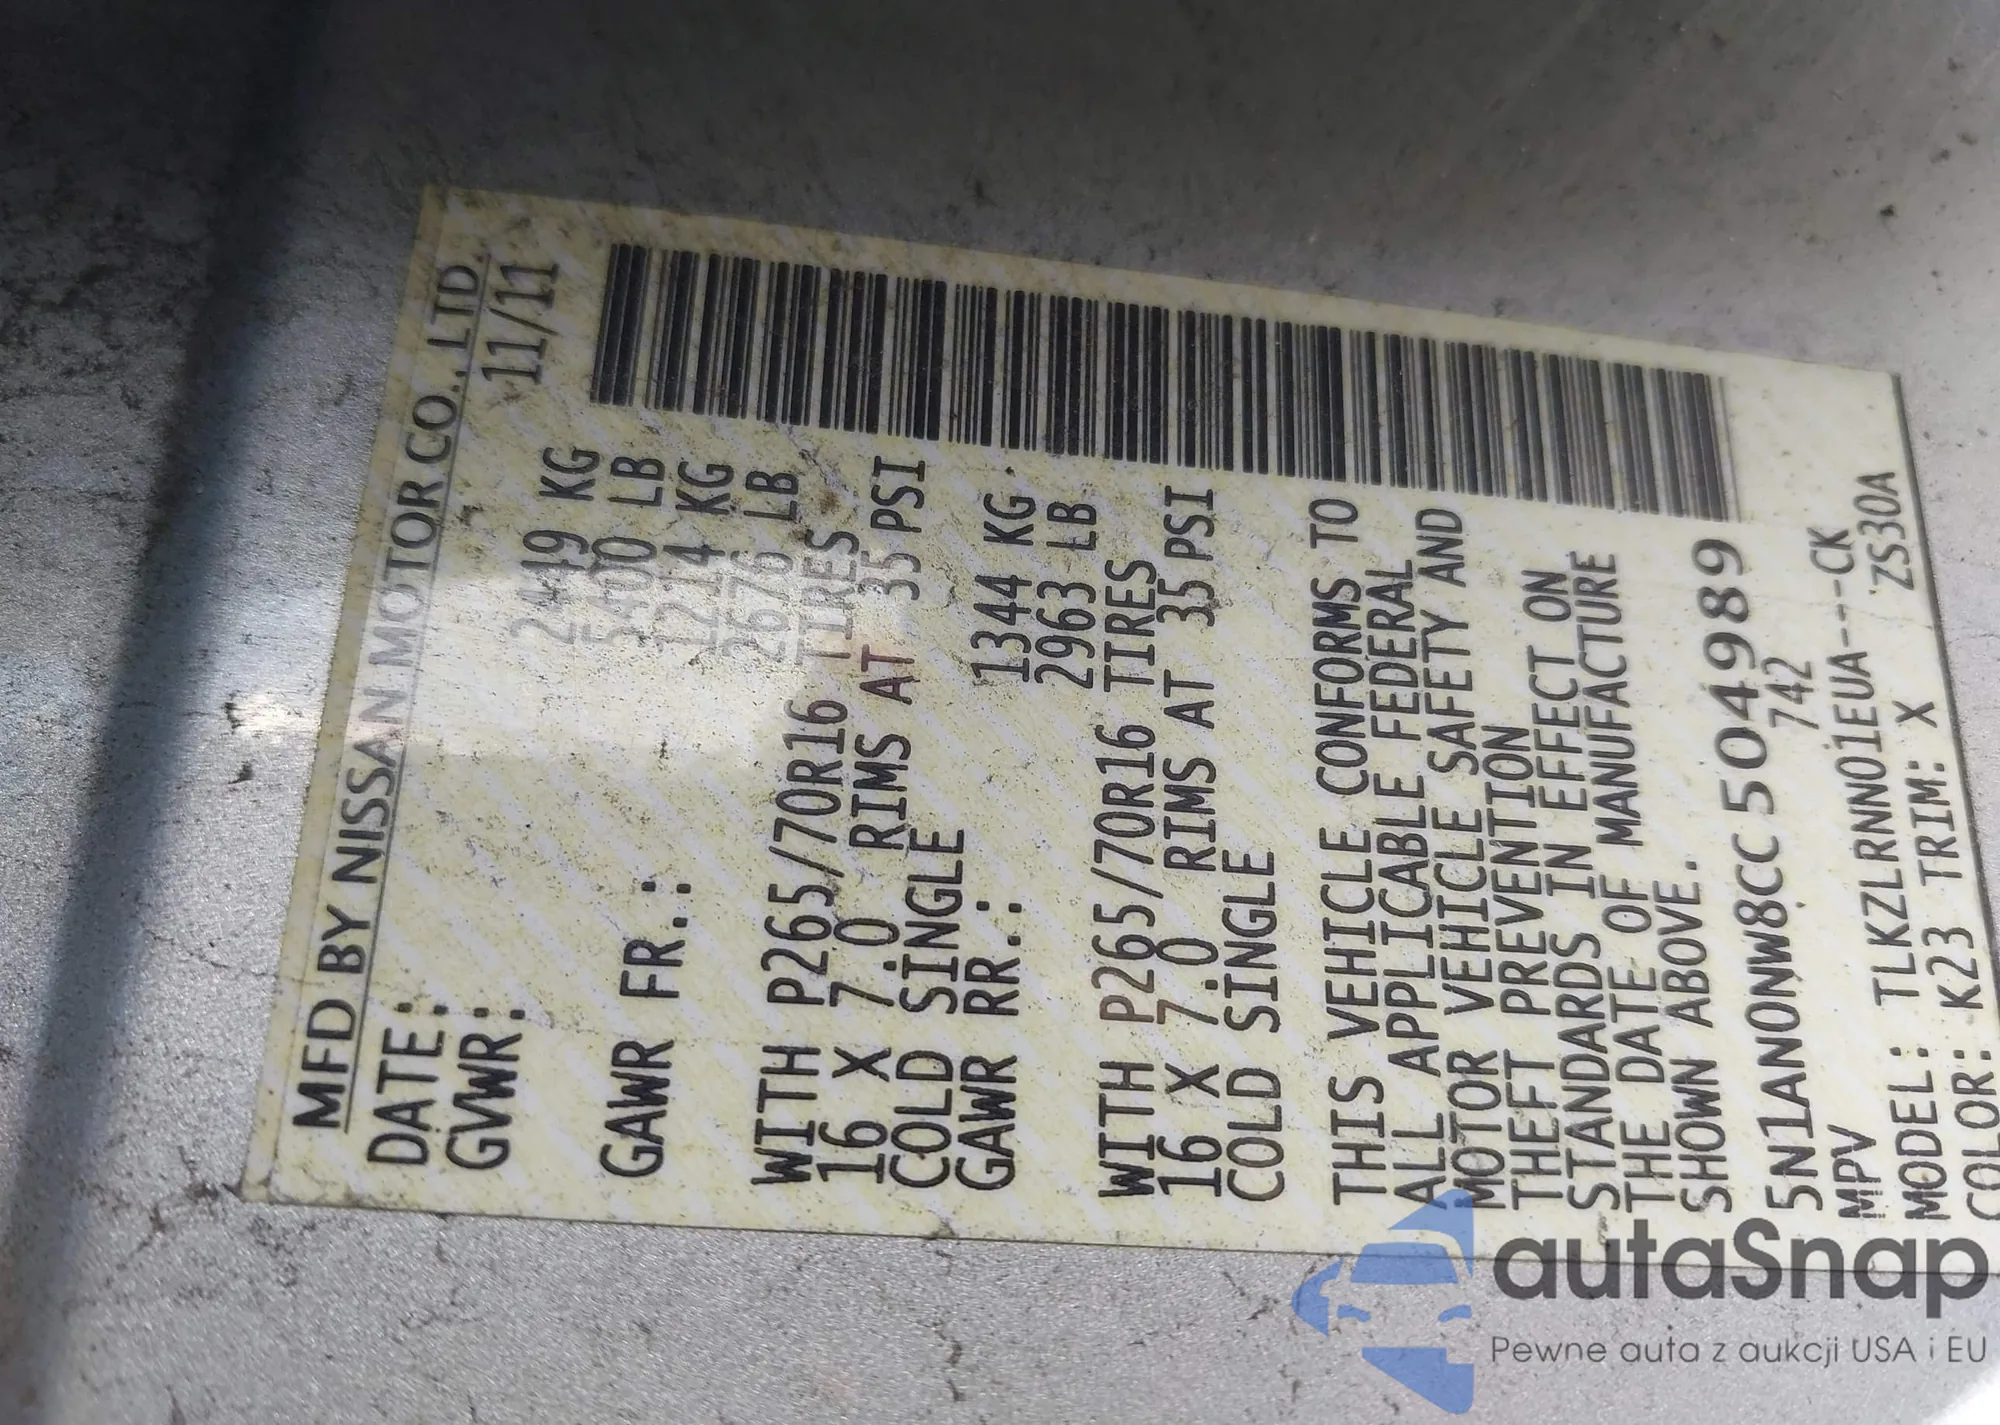 MFD BY NISSAN MOTOR CO., LTD.
DATE: 11/11
GVWR: 2449 KG
5400 LB
GAWR FR.: 1214 KG
2676 LB
WITH P265/70R16 TIRES
16 X 7.0 RIMS AT 35 PSI
COLD SINGLE
GAWR RR.: 1344 KG
2963 LB
WITH P265/70R16 TIRES
16 X 7.0 RIMS AT 35 PSI
COLD SINGLE
THIS VEHICLE CONFORMS TO
ALL APPLICABLE FEDERAL
MOTOR VEHICLE SAFETY AND
THEFT PREVENTION
STANDARDS IN EFFECT ON
THE DATE OF MANUFACTURE
SHOWN ABOVE.
5N1AN0NW8CC504989
MPV 742
MODEL: TLKZLRNN01EUA----CK
COLOR: K23 TRIM: X ZS30A
autaSnap
Pewne auta z aukcji USA i EU